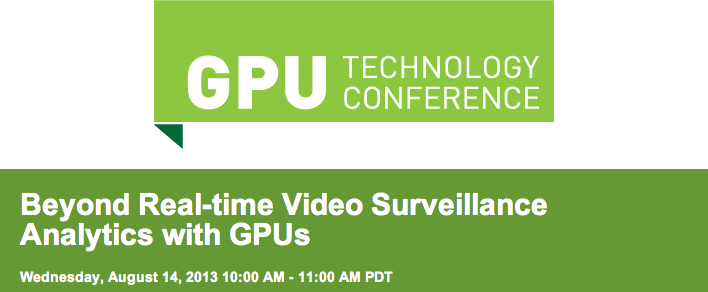 GPU TECHNOLOGY
CONFERENCE
Beyond Real-time Video Surveillance
Analytics with GPUs
Wednesday, August 14, 2013 10:00 AM - 11:00 AM PDT